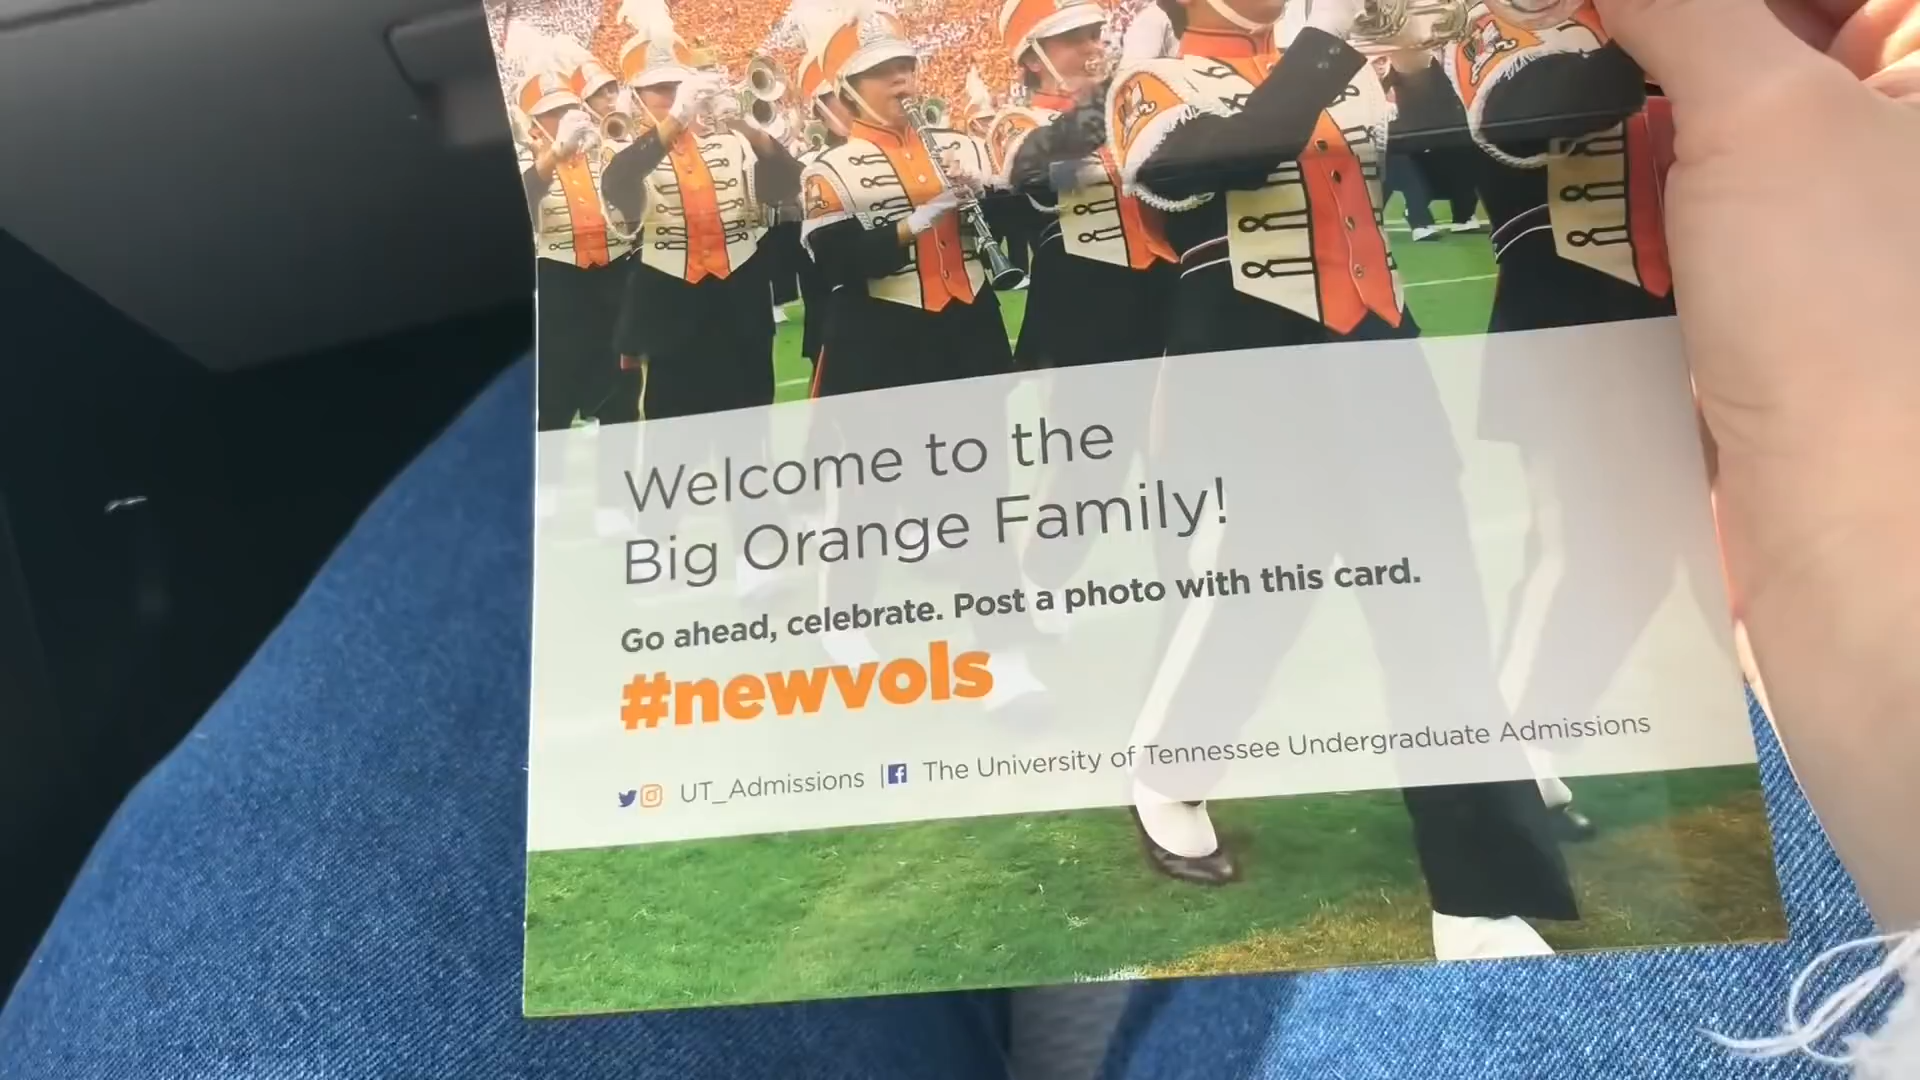 Welcome to the
Big Orange Family!
Go ahead, celebrate. Post a photo with this card.
#newvols
UT_Admissions | The University of Tennessee Undergraduate Admissions